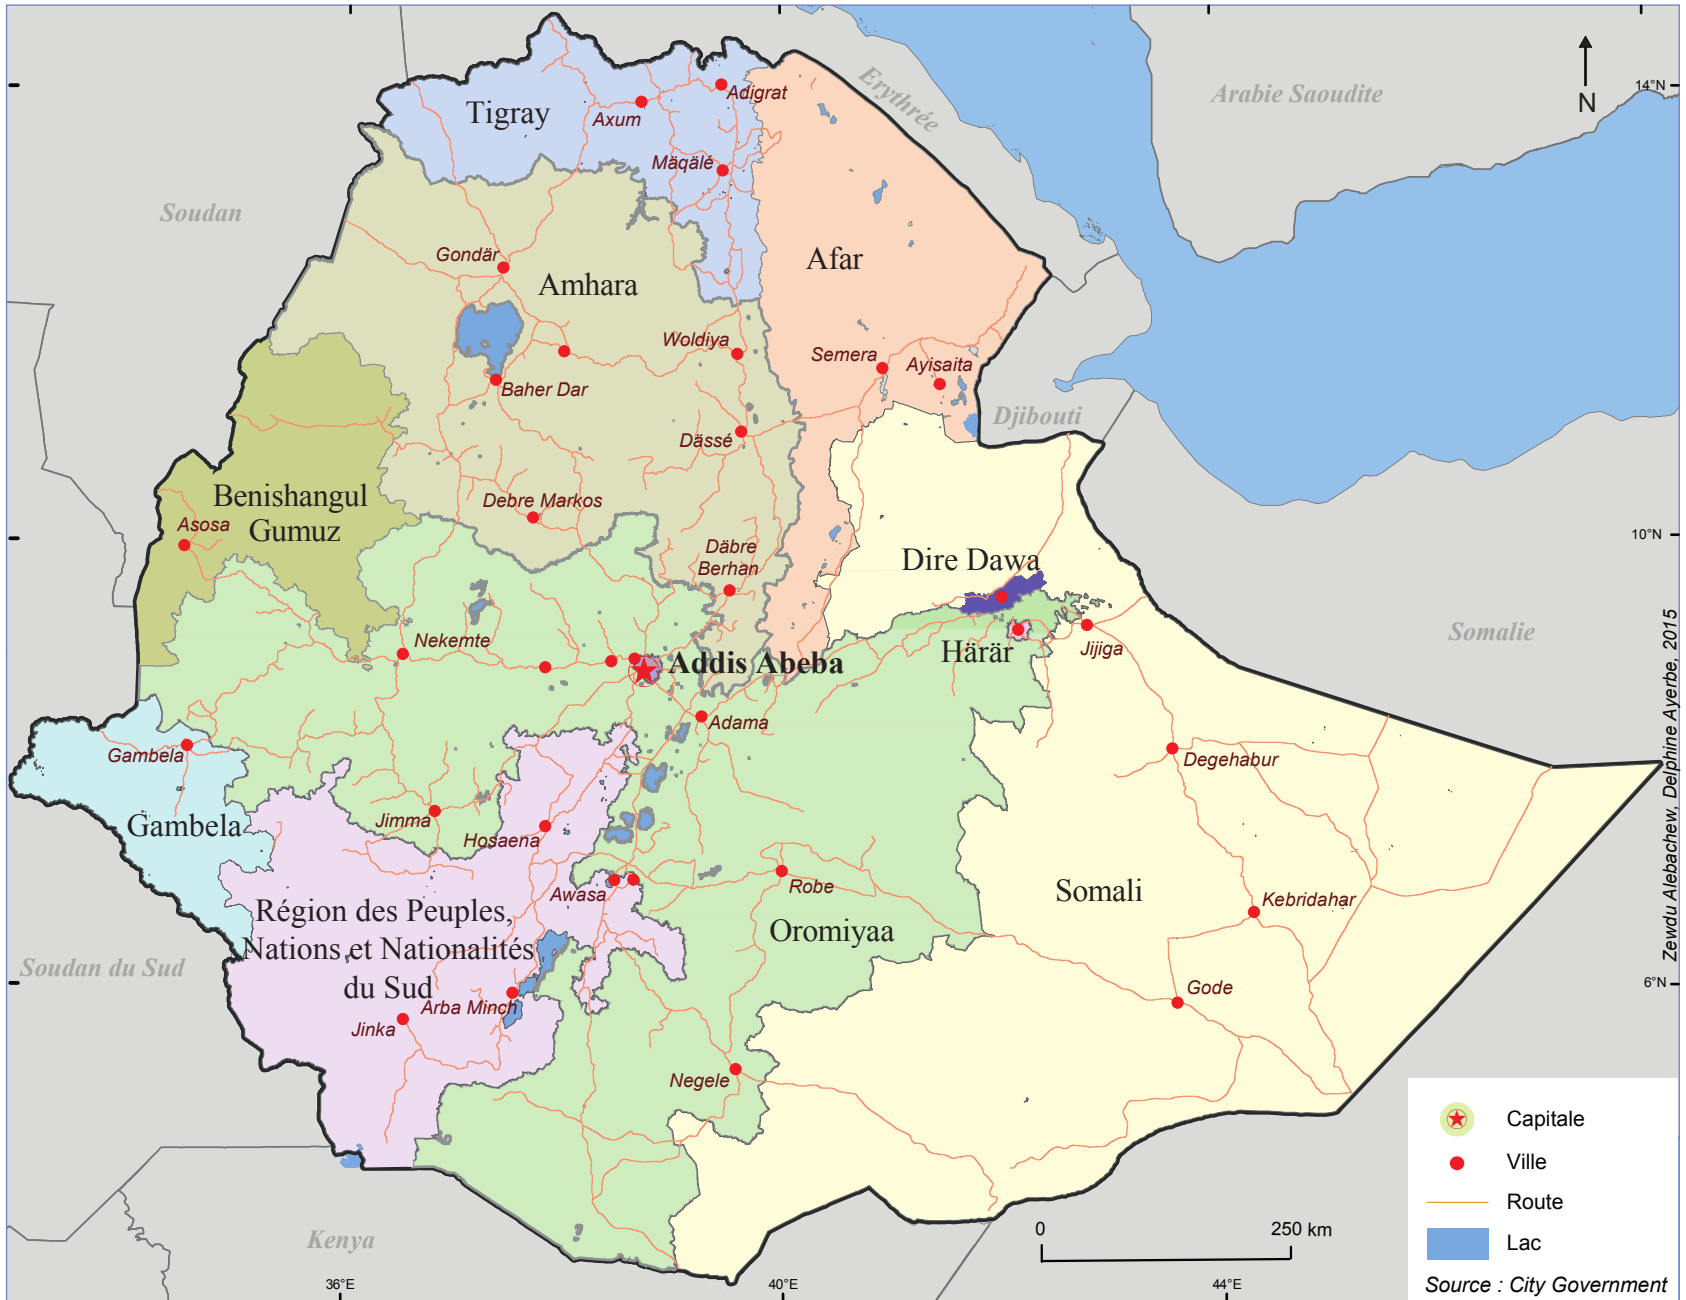 14°N
Arabie Saoudite
Erythrée
N
Adigrat
Tigray
Axum
Mäqälé
Soudan
Gondär
Afar
Amhara
Woldiya
Semera
Ayisaita
Baher Dar
Djibouti
Dässé
Benishangul
Gumuz
Debre Markos
Asosa
10°N
Däbre
Berhan
Dire Dawa
Nekemte
Addis Abeba
Härär
Jijiga
Somalie
Adama
Gambela
Degehabur
Gambela
Jimma
Hosaena
Awasa
Robe
Somali
Kebridahar
Région des Peuples,
Nations et Nationalités
du Sud
Oromiyaa
Soudan du Sud
6°N
Arba Minch
Jinka
Gode
Negele
Zewdu Alebachew, Delphine Ayerbe, 2015
Kenya
0
250 km
36°E
40°E
44°E
Capitale
Ville
Route
Lac
Source : City Government